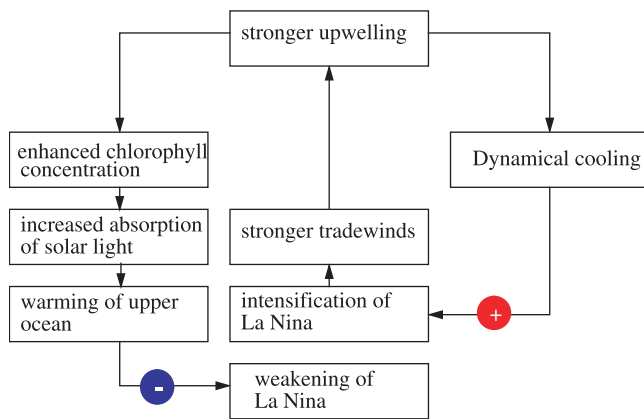 stronger upwelling
enhanced chlorophyll
concentration
Dynamical cooling
increased absorption
of solar light
stronger tradewinds
warming of upper
ocean
intensification of
La Nina
+
-
weakening of
La Nina